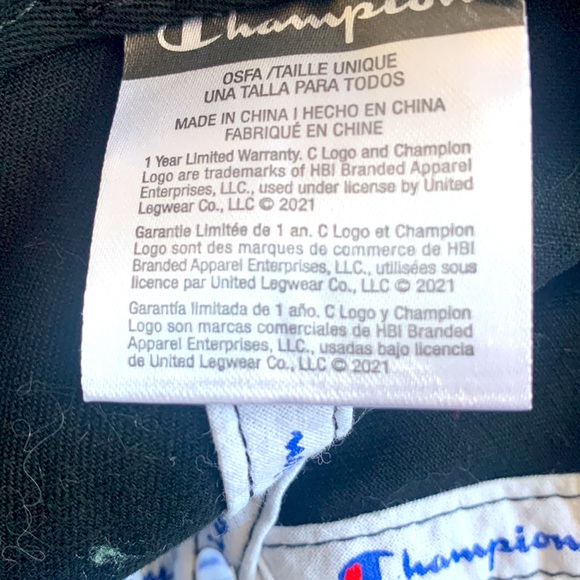 Champion
OSFA /TAILLE UNIQUE
UNA TALLA PARA TODOS
MADE IN CHINA I HECHO EN CHINA
FABRIQUÉ EN CHINE
1 Year Limited Warranty. C Logo and Champion
Logo are trademarks of HBI Branded Apparel
Enterprises, LLC., used under license by United
Legwear Co., LLC © 2021
Garantie Limitée de 1 an. C Logo et Champion
Logo sont des marques de commerce de HBI
Branded Apparel Enterprises, LLC., utilisées sous
licence par United Legwear Co., LLC © 2021
Garantía limitada de 1 año. C Logo y Champion
Logo son marcas comerciales de HBI Branded
Apparel Enterprises, LLC., usadas bajo licencia
de United Legwear Co., LLC © 2021
Champion